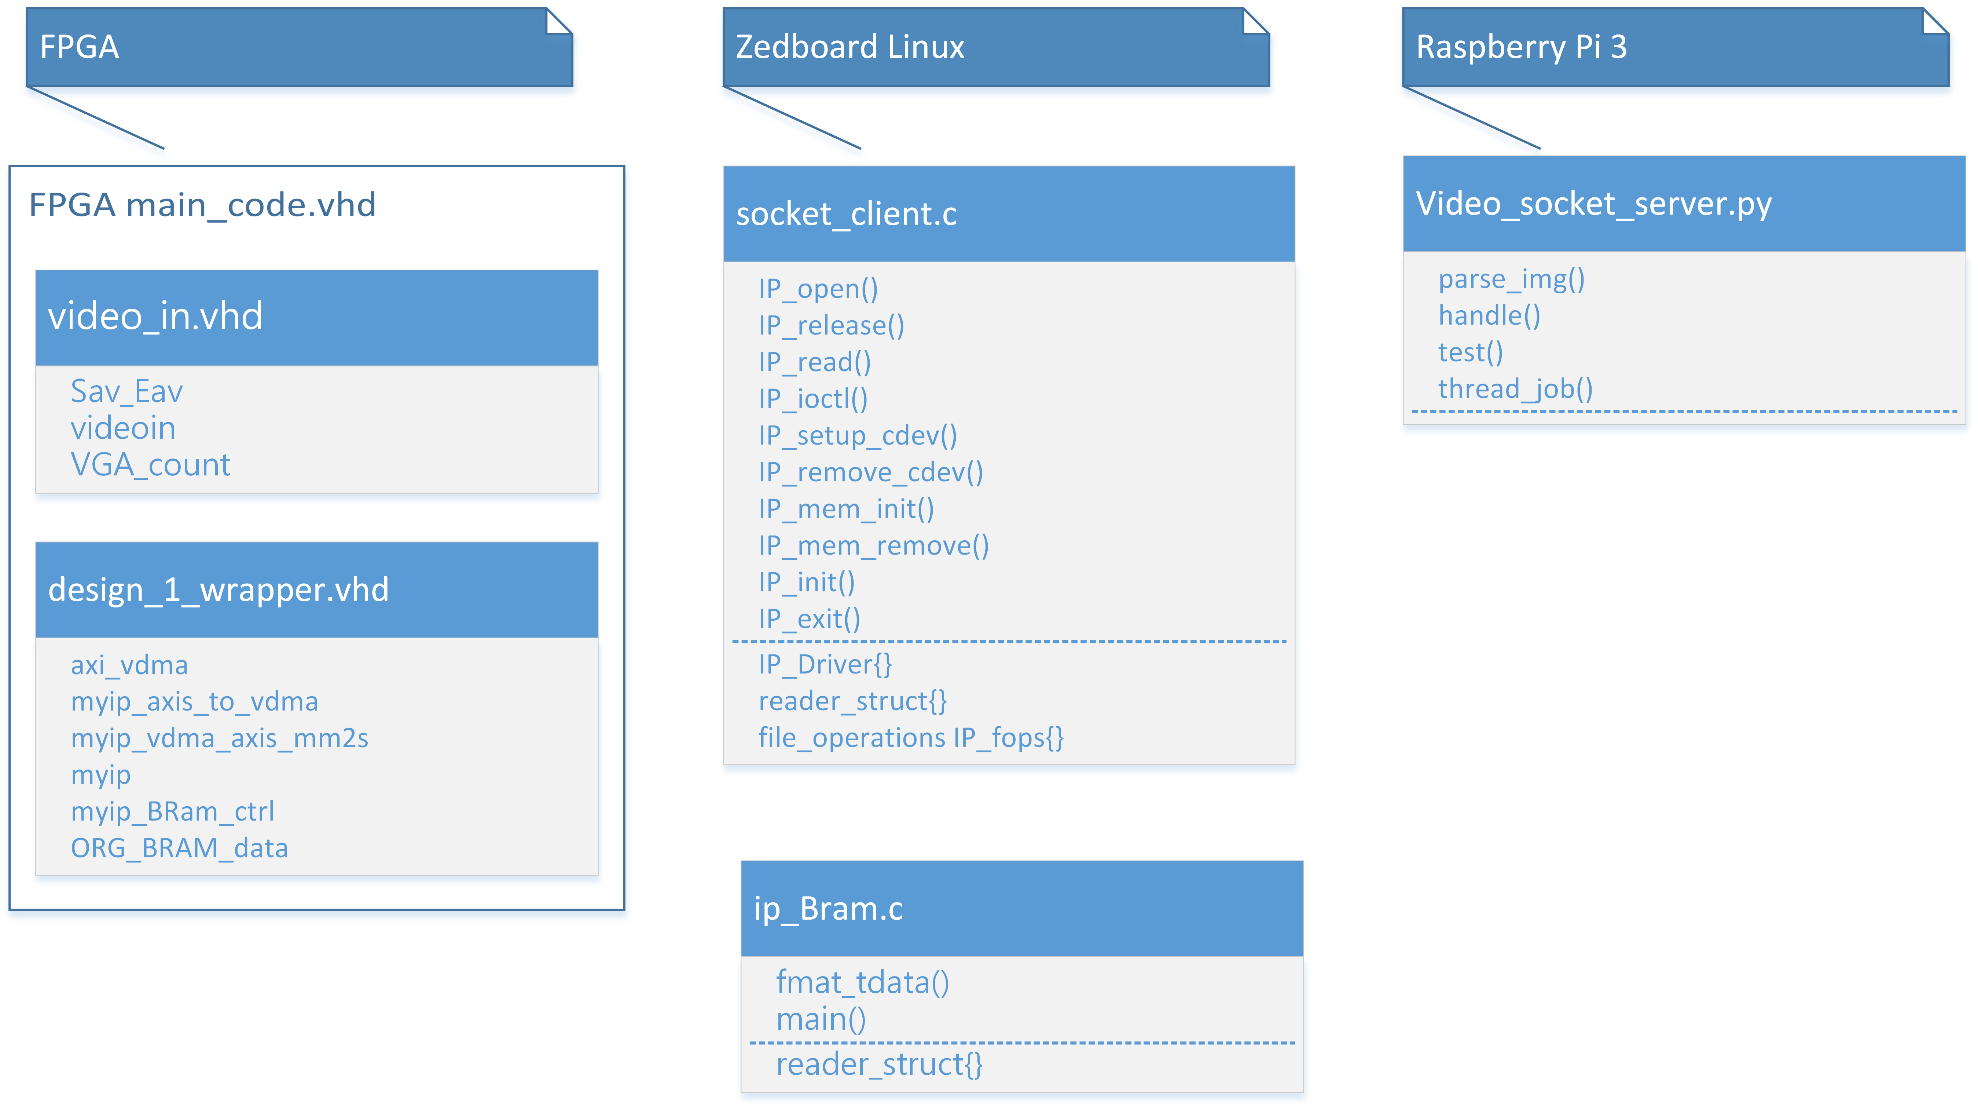 FPGA
FPGA main_code.vhd
video_in.vhd
Sav_Eav
videoin
VGA_count
design_1_wrapper.vhd
axi_vdma
myip_axis_to_vdma
myip_vdma_axis_mm2s
myip
myip_BRam_ctrl
ORG_BRAM_data
Zedboard Linux
socket_client.c
IP_open()
IP_release()
IP_read()
IP_ioctl()
IP_setup_cdev()
IP_remove_cdev()
IP_mem_init()
IP_mem_remove()
IP_init()
IP_exit()
IP_Driver{}
reader_struct{}
file_operations IP_fops{}
ip_Bram.c
fmat_tdata()
main()
reader_struct{}
Raspberry Pi 3
Video_socket_server.py
parse_img()
handle()
test()
thread_job()